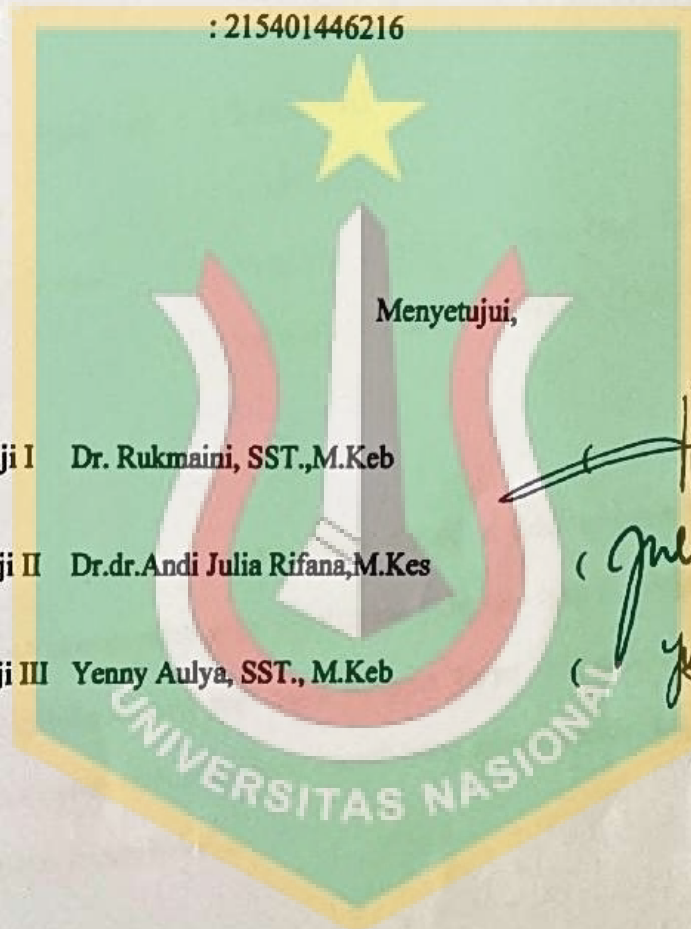 : 215401446216
Menyetujui,
ji I Dr. Rukmaini, SST.,M.Keb (
ji II Dr.dr.Andi Julia Rifana,M.Kes (
ji III Yenny Aulya, SST., M.Keb (
UNIVERSITAS NASIONAL